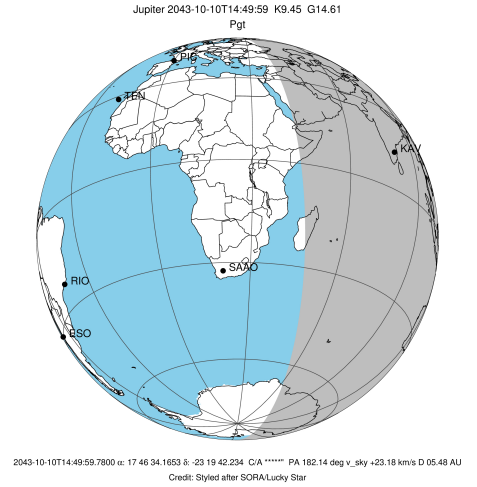 Jupiter 2043-10-10T14:49:59 K9.45 G14.61
Pgt
PIC
TEN
KAV
SAAO
RIO
ESO
2043-10-10T14:49:59.7800 α: 17 46 34.1653 δ: -23 19 42.234 C/A *****" PA 182.14 deg v_sky +23.18 km/s D 05.48 AU
Credit: Styled after SORA/Lucky Star